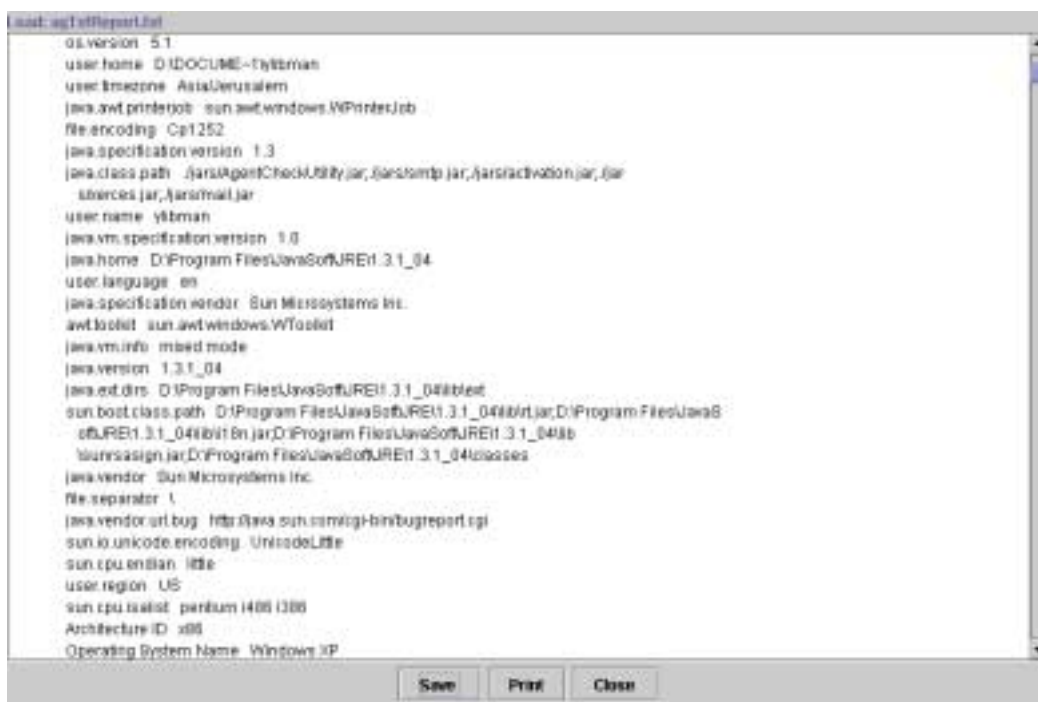 Load: agTxtReport.txt
os.version 5.1
user.home D:\DOCUME~1\ylibman
user.timezone Asia/Jerusalem
java.awt.printerjob sun.awt.windows.WPrinterJob
file.encoding Cp1252
java.specification.version 1.3
java.class.path ./jars/AgentCheckUtility.jar;./jars/smtp.jar;./jars/activation.jar;./jar
s/xerces.jar;./jars/mail.jar
user.name ylibman
java.vm.specification.version 1.0
java.home D:\Program Files\JavaSoft\JRE\1.3.1_04
user.language en
java.specification.vendor Sun Microsystems Inc.
awt.toolkit sun.awt.windows.WToolkit
java.vm.info mixed mode
java.version 1.3.1_04
java.ext.dirs D:\Program Files\JavaSoft\JRE\1.3.1_04\lib\ext
sun.boot.class.path D:\Program Files\JavaSoft\JRE\1.3.1_04\lib\rt.jar;D:\Program Files\JavaS
oft\JRE\1.3.1_04\lib\i18n.jar;D:\Program Files\JavaSoft\JRE\1.3.1_04\lib
\sunrsasign.jar;D:\Program Files\JavaSoft\JRE\1.3.1_04\classes
java.vendor Sun Microsystems Inc.
file.separator \
java.vendor.url.bug http://java.sun.com/cgi-bin/bugreport.cgi
sun.io.unicode.encoding UnicodeLittle
sun.cpu.endian little
user.region US
sun.cpu.isalist pentium i486 i386
Architecture ID x86
Operating System Name Windows XP
Save Print Close